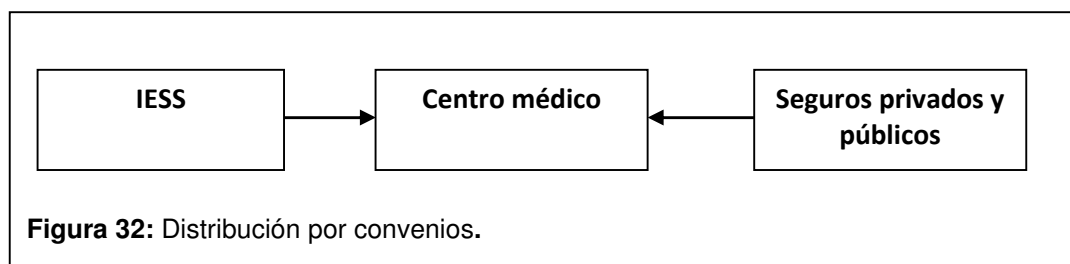 IESS
Centro médico
Seguros privados y
públicos
Figura 32: Distribución por convenios.